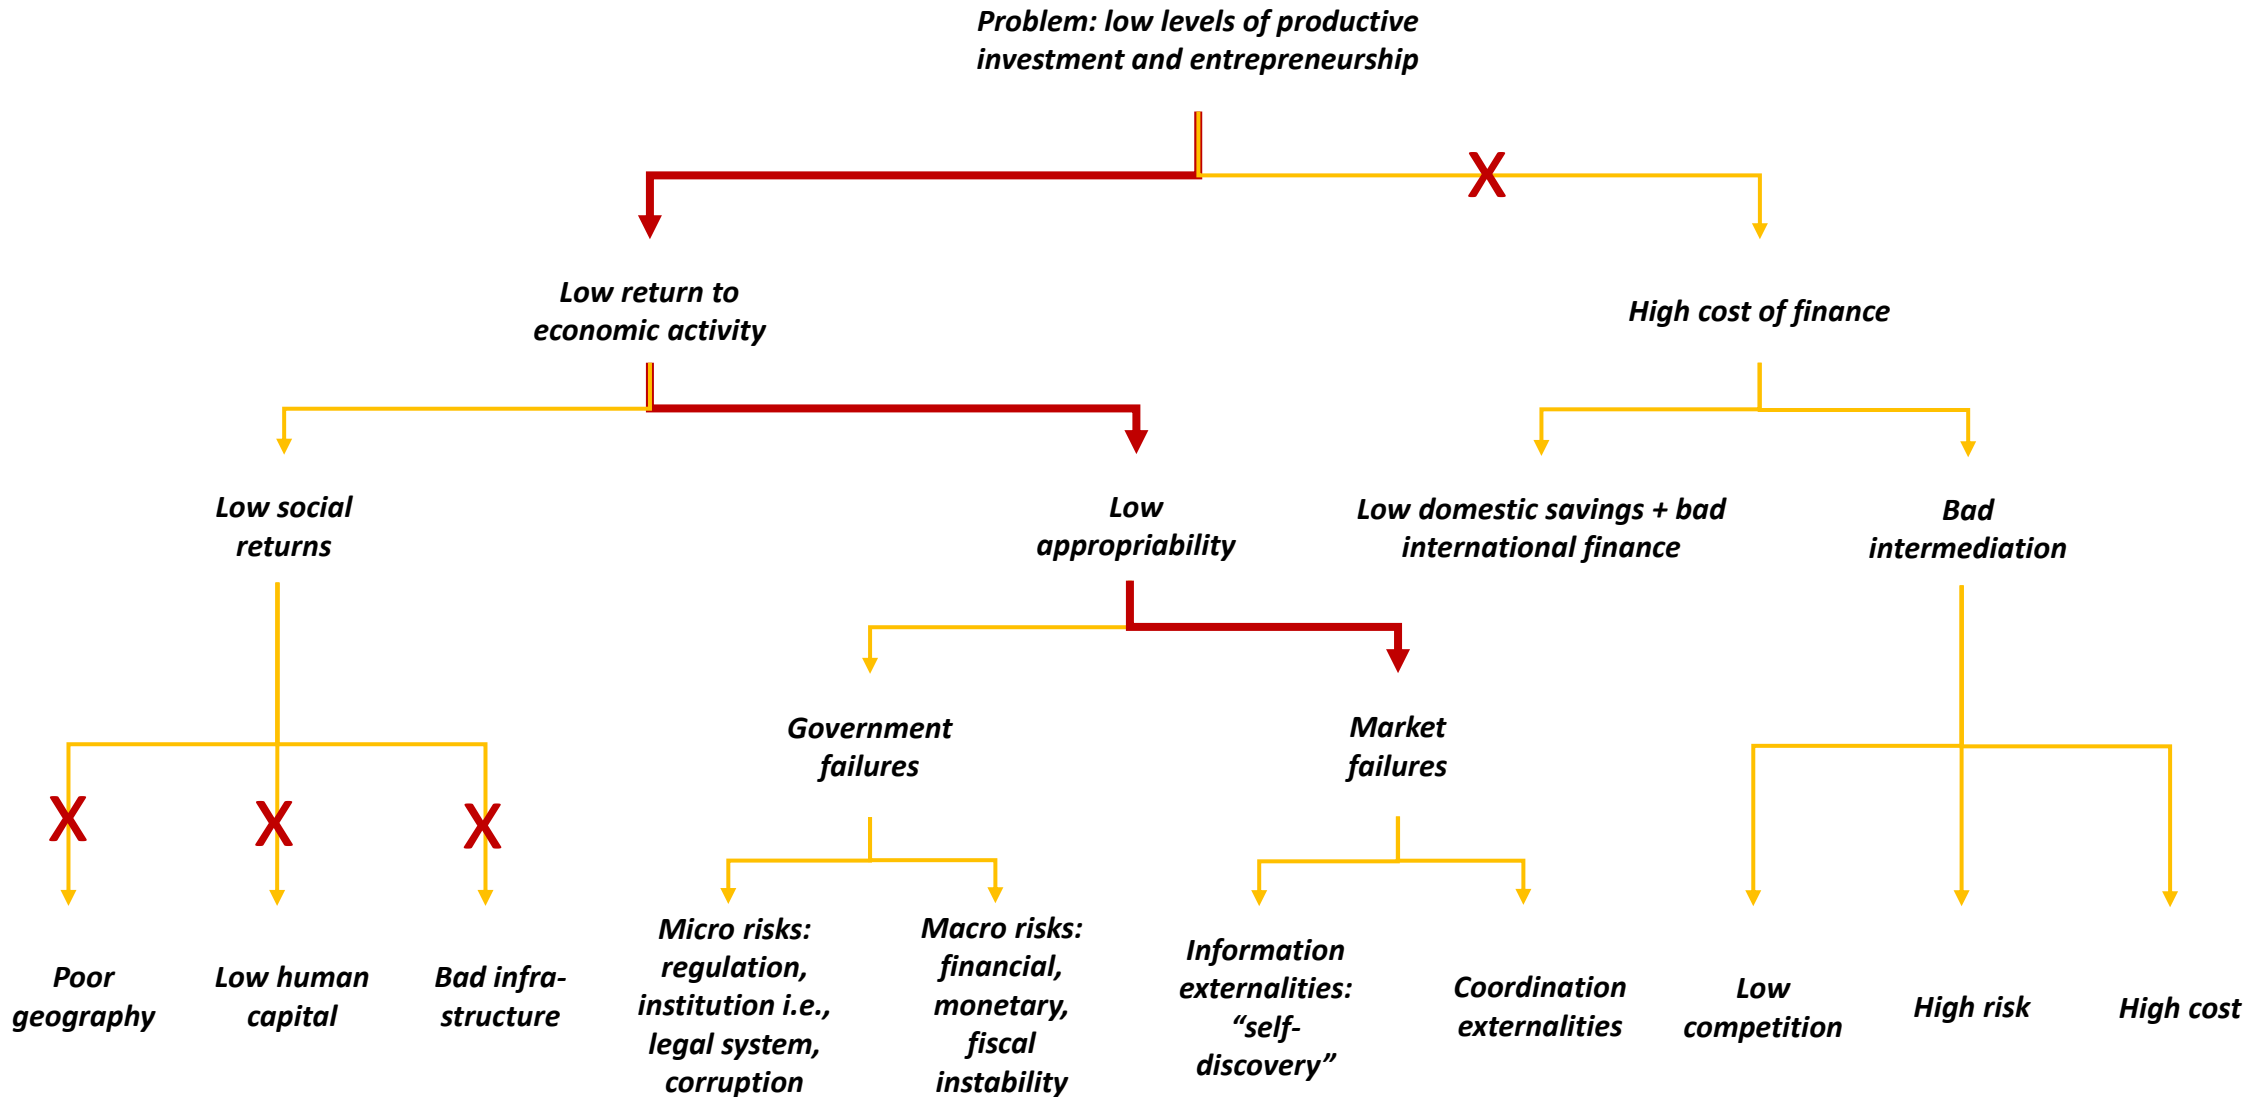 Problem: low levels of productive
investment and entrepreneurship
X
Low return to
economic activity
High cost of finance
Low social
returns
Low
appropriability
Low domestic savings + bad
international finance
Bad
intermediation
Government
failures
Market
failures
X
X
X
Poor
geography
Low human
capital
Bad infra-
structure
Micro risks:
regulation,
institution i.e.,
legal system,
corruption
Macro risks:
financial,
monetary,
fiscal
instability
Information
externalities:
“self-
discovery”
Coordination
externalities
Low
competition
High risk
High cost